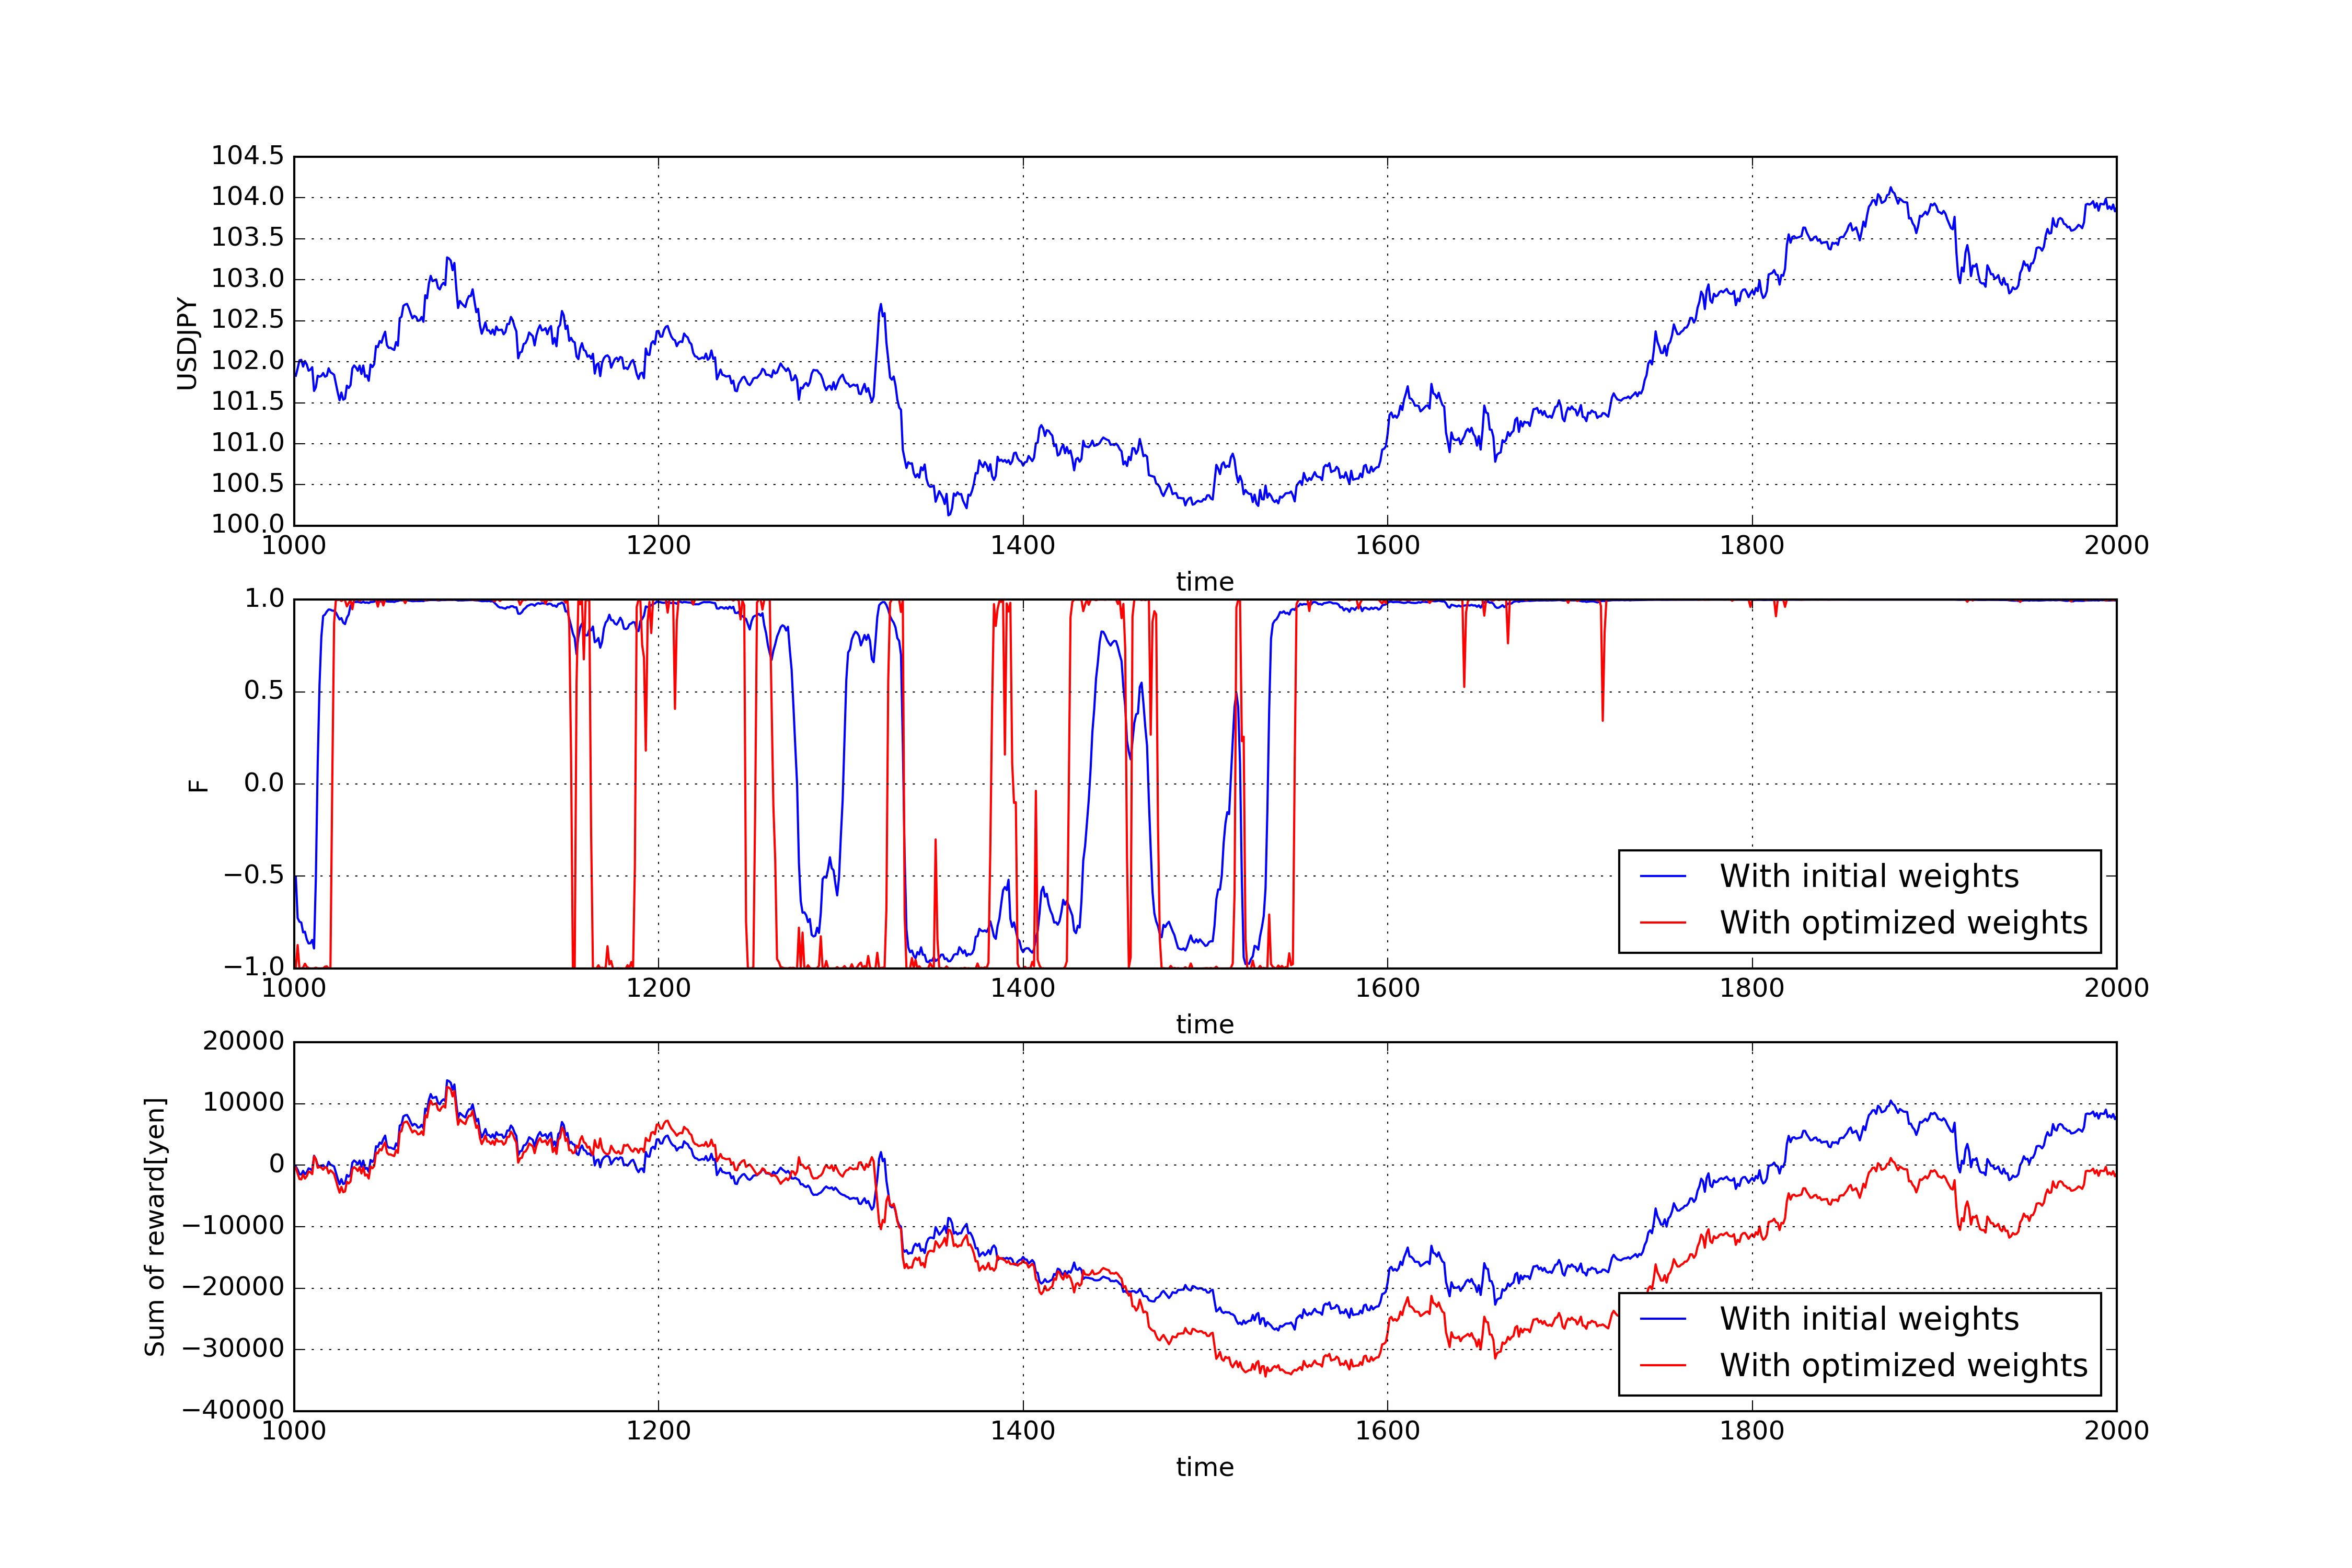 104.5
104.0
103.5
103.0
102.5
102.0
101.5
101.0
100.5
100.0
USDJPY
1000 1200 1400 1600 1800 2000
time
1.0
0.5
0.0
−0.5
−1.0
F
With initial weights
With optimized weights
1000 1200 1400 1600 1800 2000
time
20000
10000
0
−10000
−20000
−30000
−40000
Sum of reward[yen]
With initial weights
With optimized weights
1000 1200 1400 1600 1800 2000
time